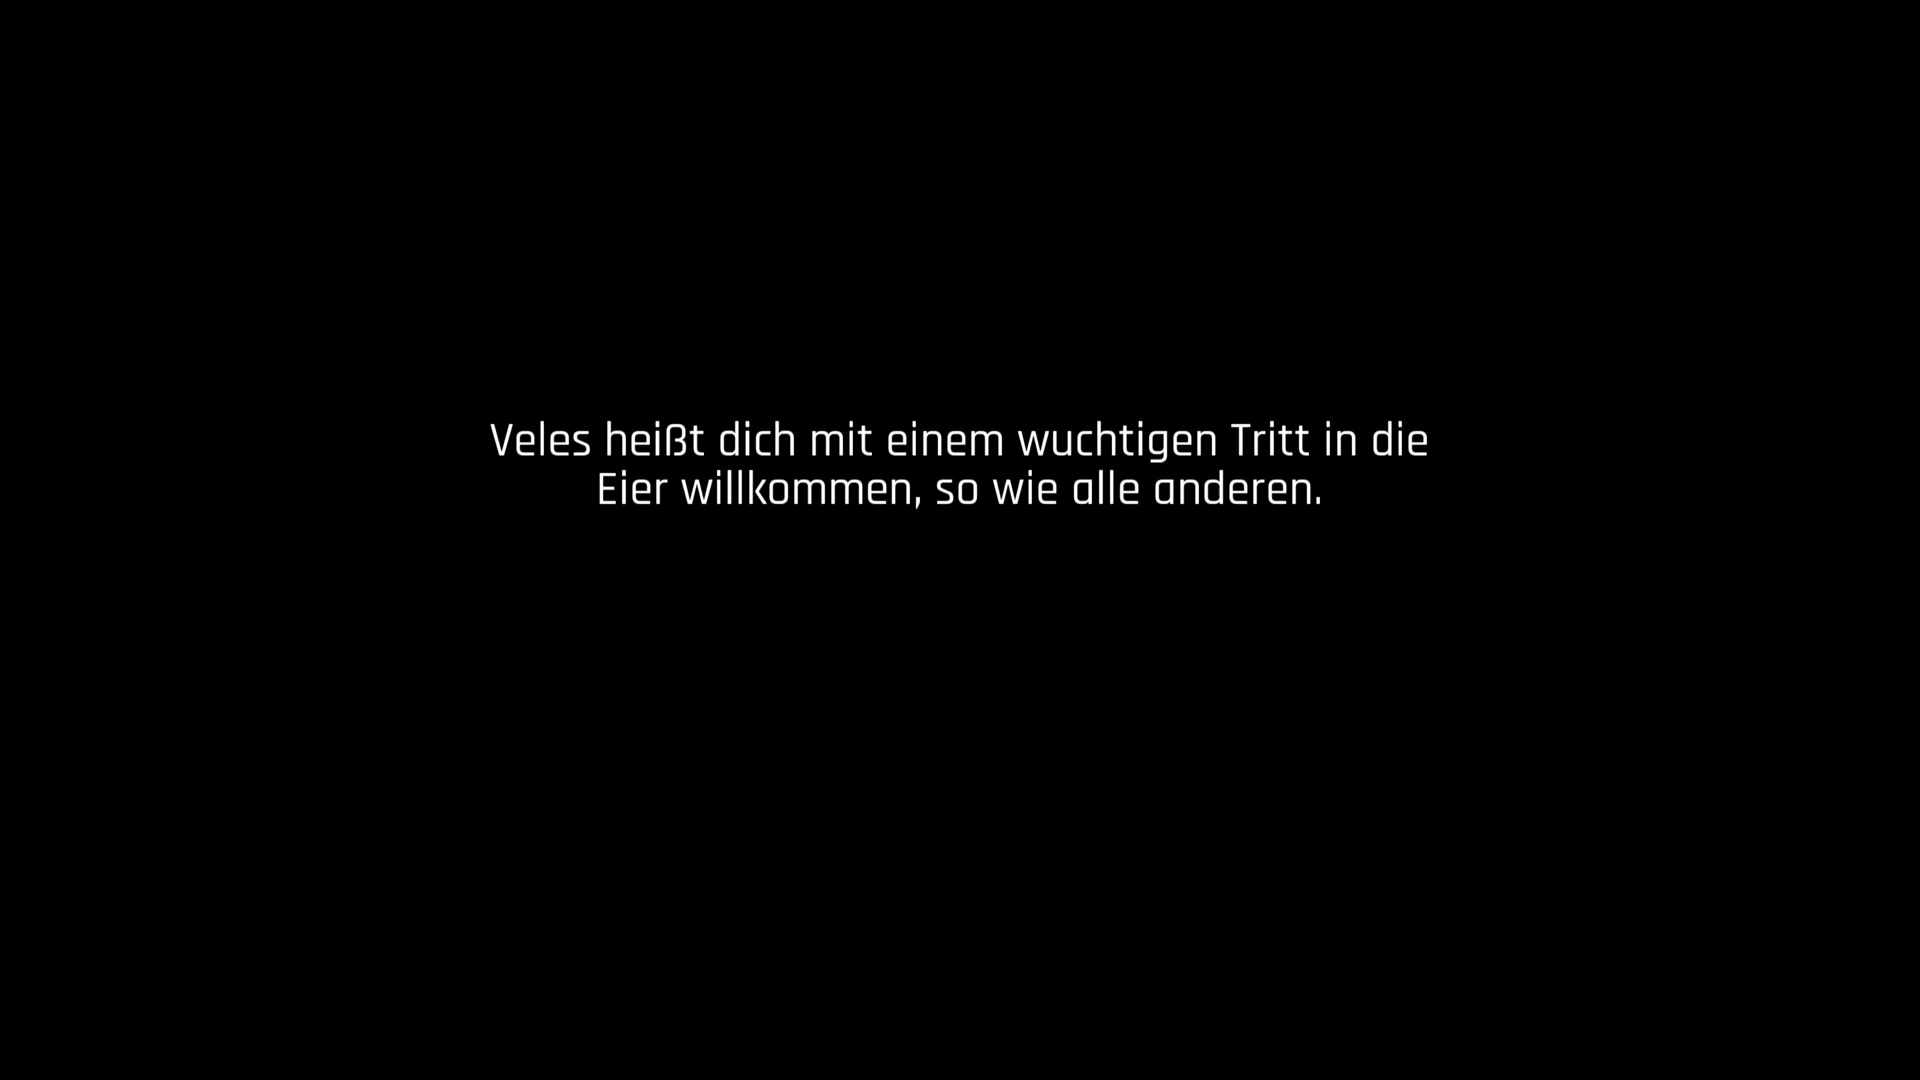 Veles heißt dich mit einem wuchtigen Tritt in die
Eier willkommen, so wie alle anderen.